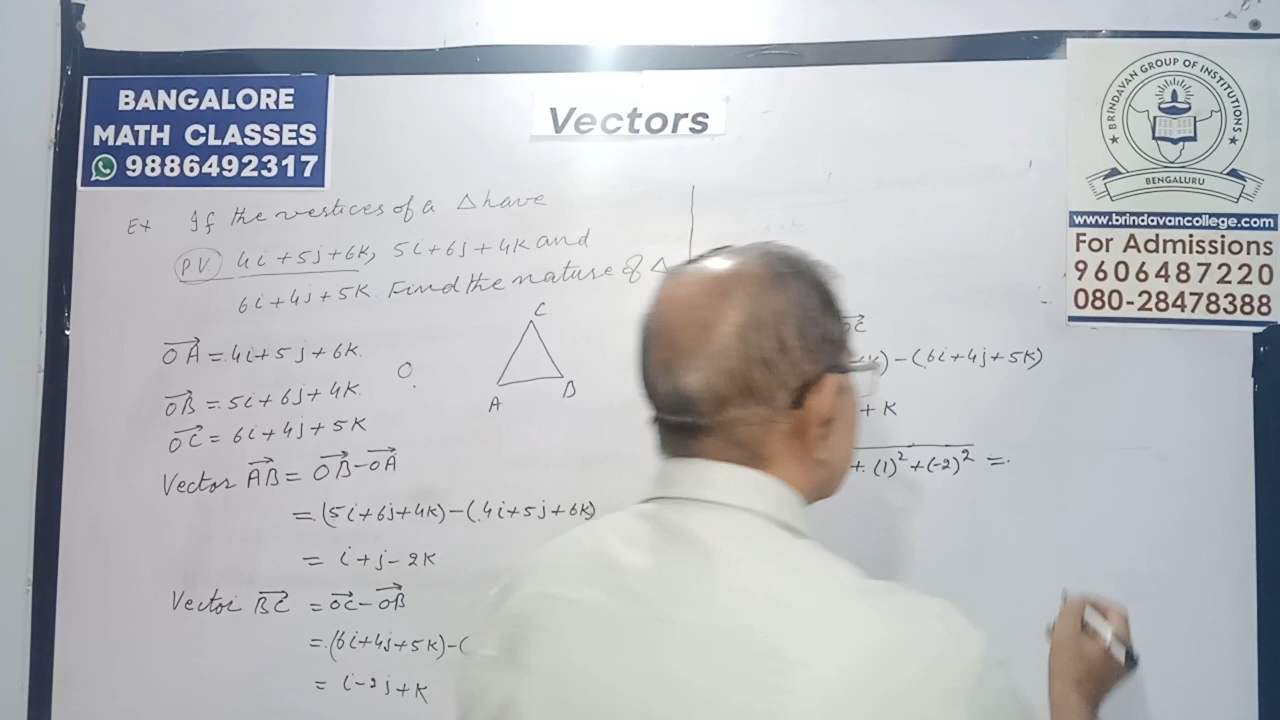 BANGALORE
MATH CLASSES
9886492317
Vectors
BRINDAVAN GROUP OF INSTITUTIONS
BENGALURU
www.brindavancollege.com
For Admissions
9606487220
080-28478388
Ex If the vertices of a △ have
PV 4i+5j+6k, 5i+6j+4k and
6i+4j+5k. Find the nature of △
C
A
B
O
→OA = 4i+5j+6k.
→OB = 5i+6j+4k.
→OC = 6i+4j+5k
Vector →AB = →OB-→OA
= (5i+6j+4k)-(4i+5j+6k)
= i+j-2k
Vector →BC = →OC-→OB
= (6i+4j+5k)-(
= i-2j+k
→OC
k)-(6i+4j+5k)
+ k
+ (1)² + (-2)² =